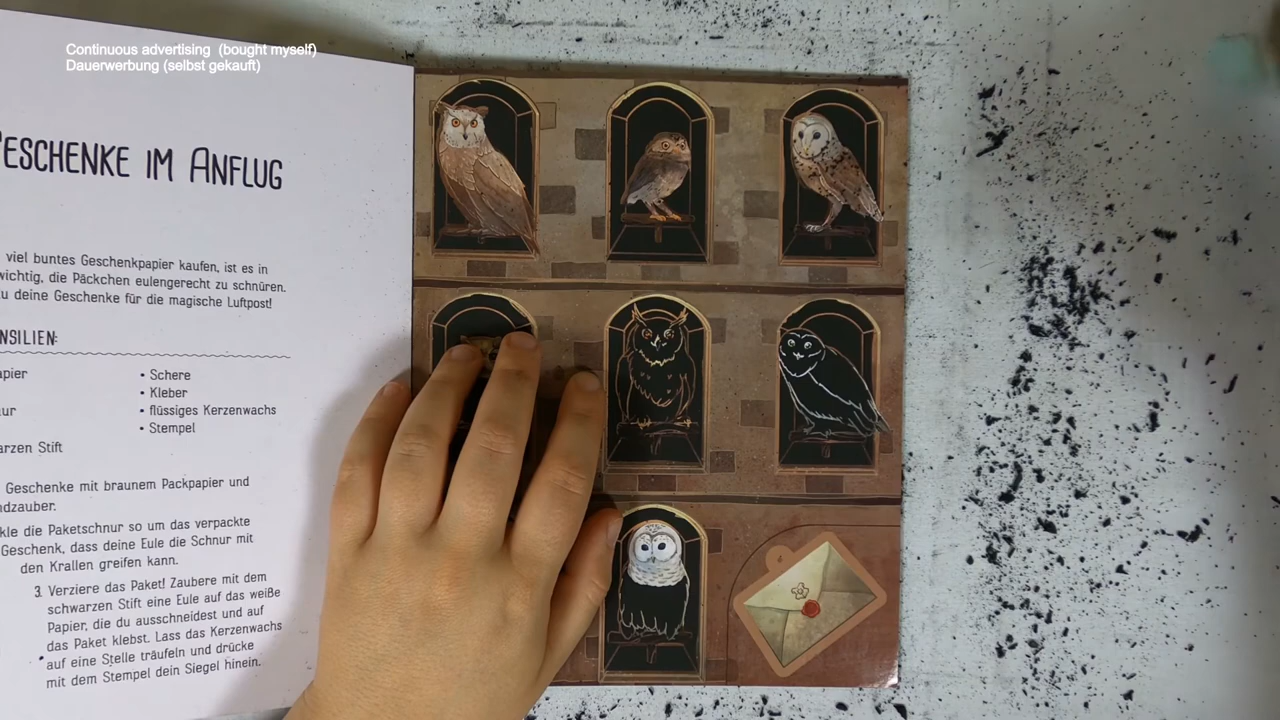 Continuous advertising (bought myself)
Dauerwerbung (selbst gekauft)
ESCHENKE IM ANFLUG
viel buntes Geschenkpapier kaufen, ist es in
wichtig, die Päckchen eulengerecht zu schnüren.
u deine Geschenke für die magische Luftpost!
NSILIEN:
apier
ur
arzen Stift
• Schere
• Kleber
• flüssiges Kerzenwachs
• Stempel
Geschenke mit braunem Packpapier und
ndzauber.
kle die Paketschnur so um das verpackte
Geschenk, dass deine Eule die Schnur mit
den Krallen greifen kann.
3. Verziere das Paket! Zaubere mit dem
schwarzen Stift eine Eule auf das weiße
Papier, die du ausschneidest und auf
das Paket klebst. Lass das Kerzenwachs
auf eine Stelle träufeln und drücke
mit dem Stempel dein Siegel hinein.